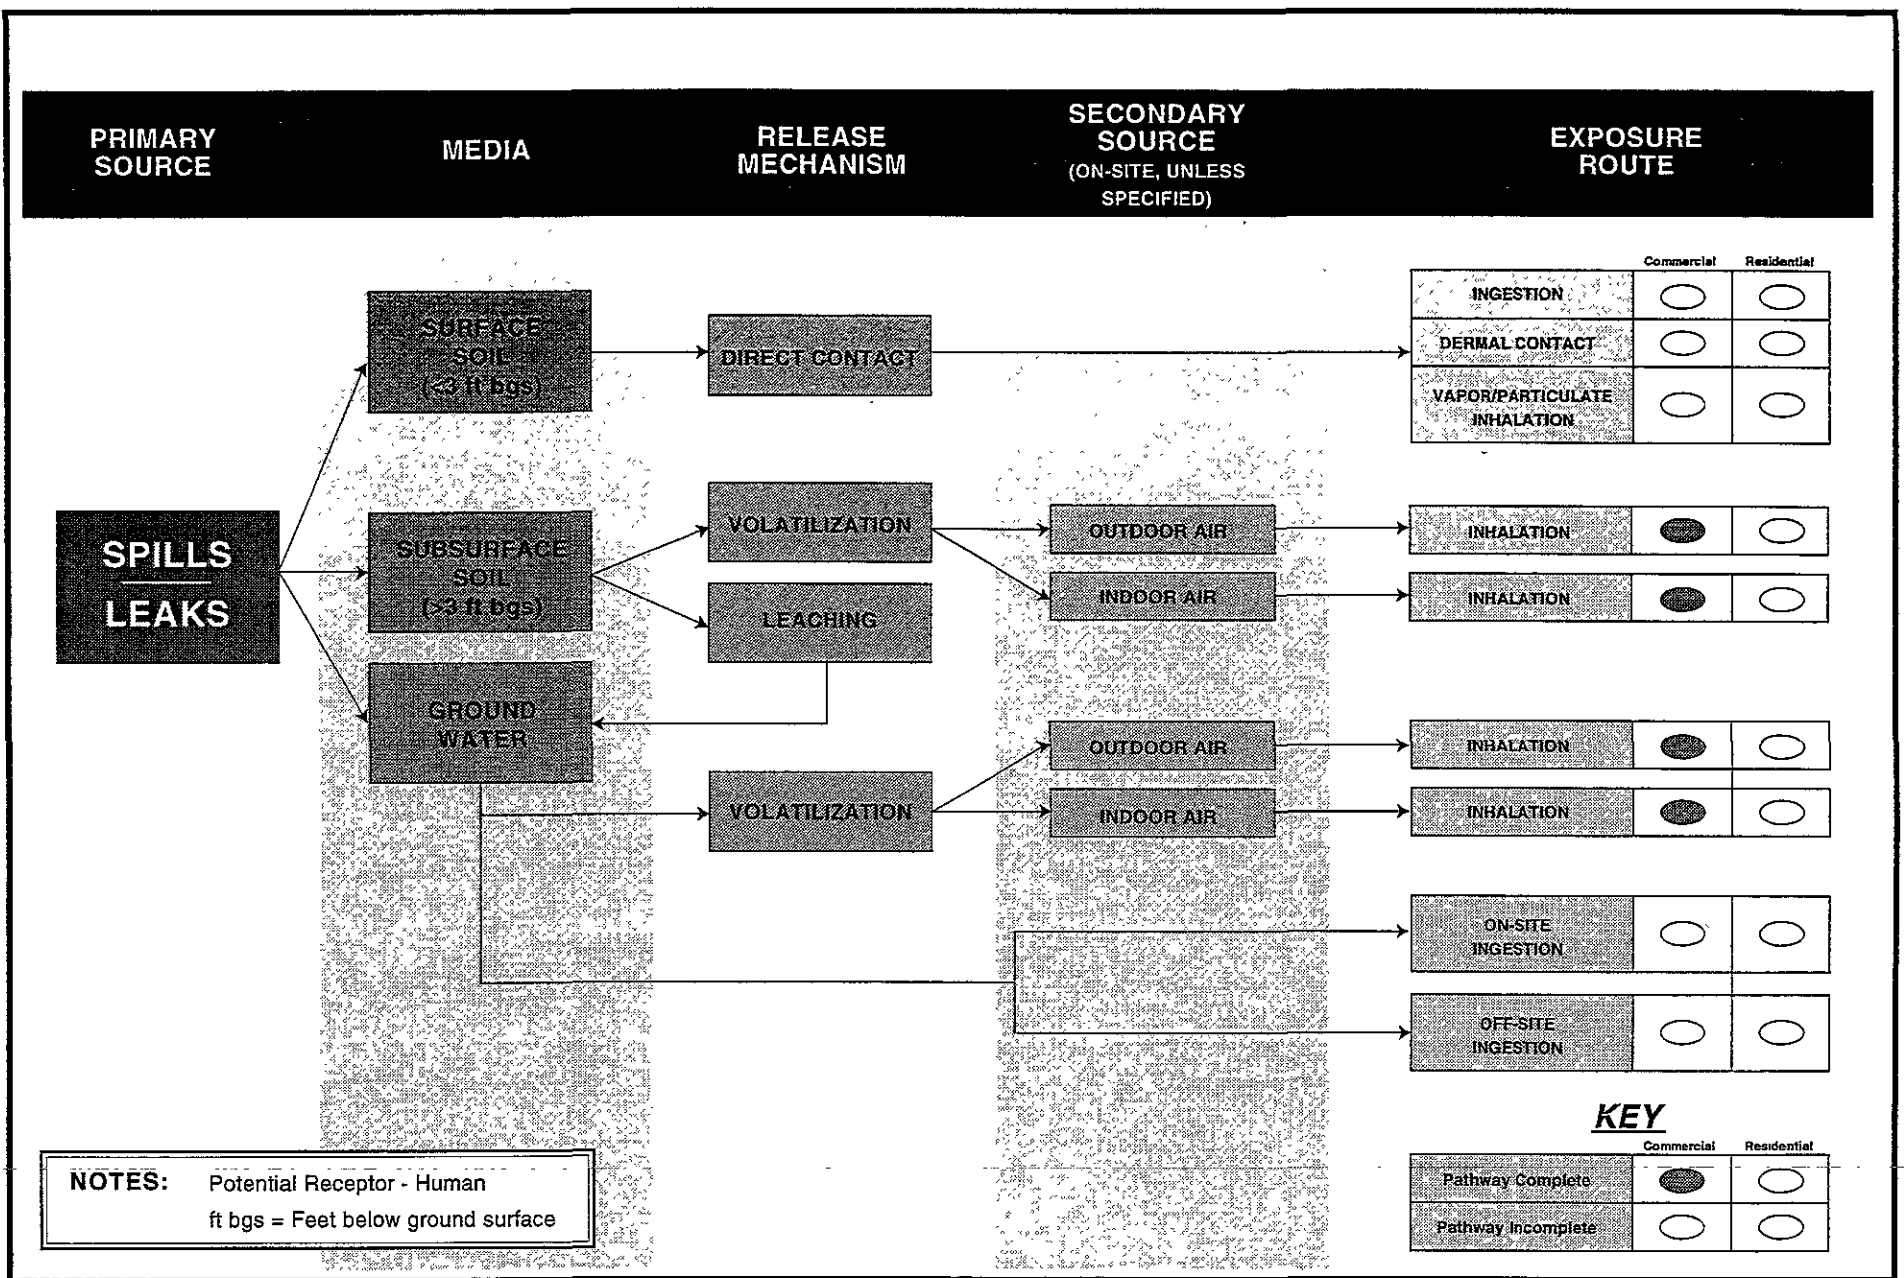 PRIMARY
SOURCE
MEDIA
RELEASE
MECHANISM
SECONDARY
SOURCE
(ON-SITE, UNLESS
SPECIFIED)
EXPOSURE
ROUTE
SPILLS
LEAKS
SURFACE
SOIL
(<3 ft bgs)
SUBSURFACE
SOIL
(>3 ft bgs)
GROUND
WATER
DIRECT CONTACT
VOLATILIZATION
LEACHING
VOLATILIZATION
OUTDOOR AIR
INDOOR AIR
OUTDOOR AIR
INDOOR AIR
Commercial Residential
INGESTION
DERMAL CONTACT
VAPOR/PARTICULATE
INHALATION
INHALATION
INHALATION
INHALATION
INHALATION
ON-SITE
INGESTION
OFF-SITE
INGESTION
KEY
Commercial Residential
Pathway Complete
Pathway Incomplete
NOTES: Potential Receptor - Human
ft bgs = Feet below ground surface